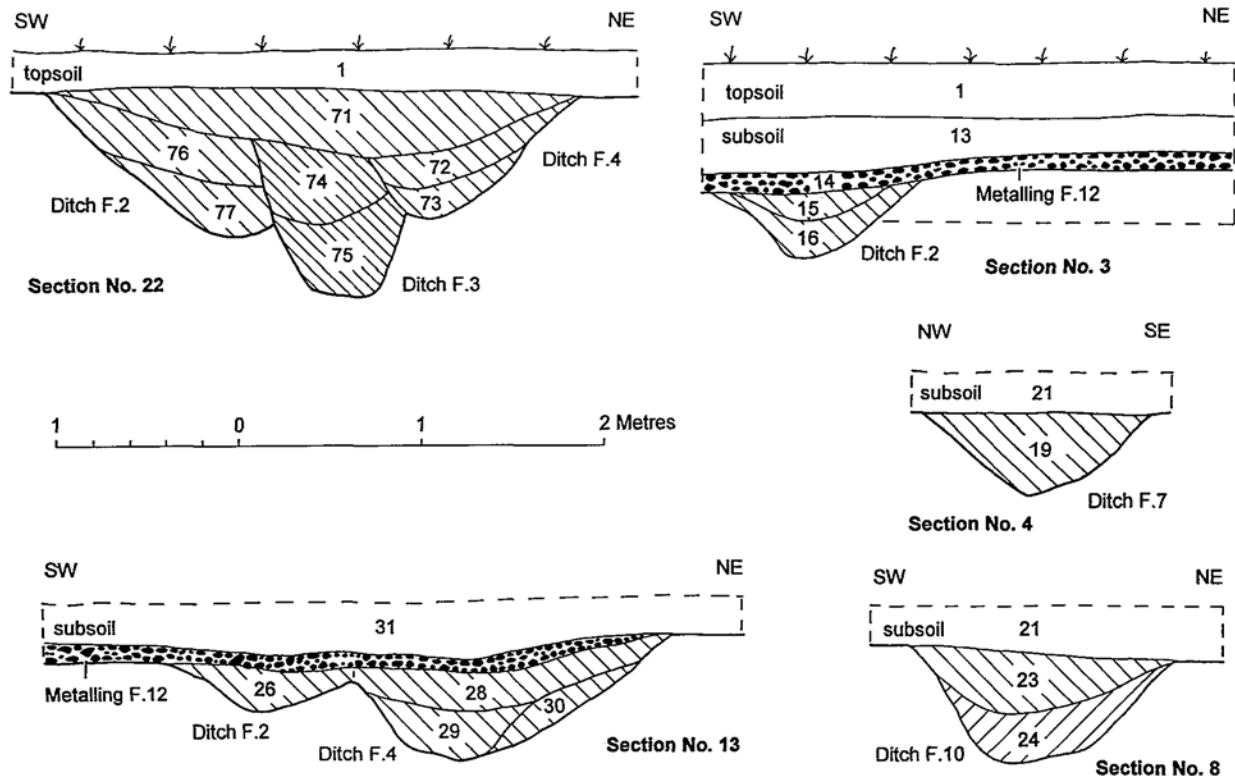 SW NE
topsoil 1
71
76 74 72
73
77
75
Ditch F.2
Ditch F.4
Ditch F.3
Section No. 22
SW NE
topsoil 1
subsoil 13
14
15
16
Metalling F.12
Ditch F.2
Section No. 3
1 0 1 2 Metres
NW SE
subsoil 21
19
Ditch F.7
Section No. 4
SW NE
subsoil 31
Metalling F.12
26 28
29 30
Ditch F.2
Ditch F.4
Section No. 13
SW NE
subsoil 21
23
24
Ditch F.10
Section No. 8